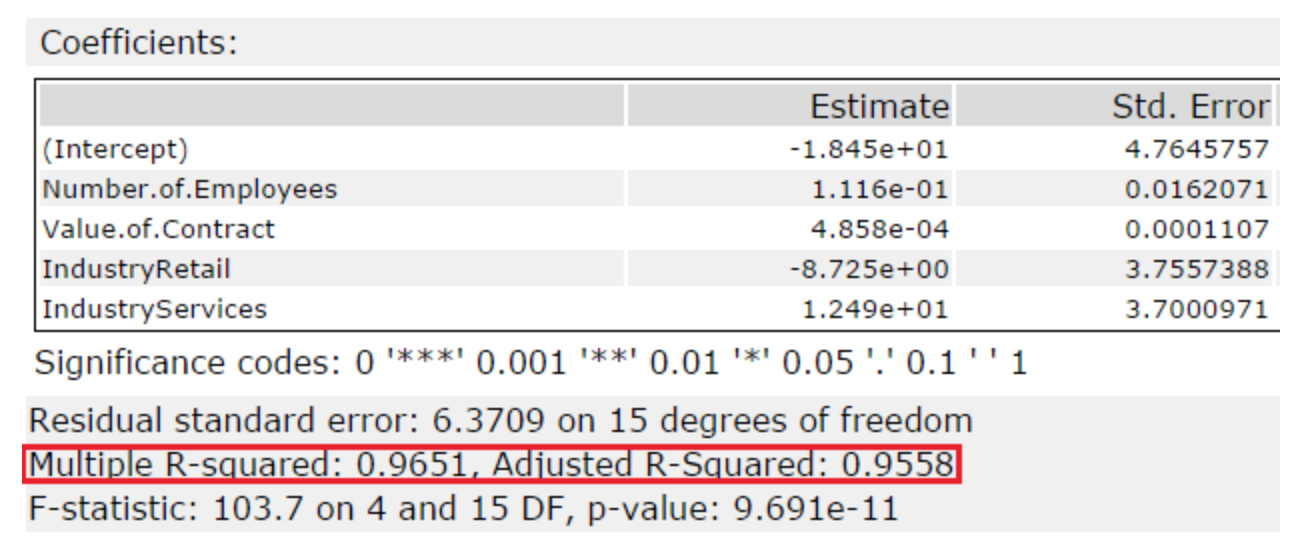 Coefficients:
Estimate Std. Error
(Intercept) -1.845e+01 4.7645757
Number.of.Employees 1.116e-01 0.0162071
Value.of.Contract 4.858e-04 0.0001107
IndustryRetail -8.725e+00 3.7557388
IndustryServices 1.249e+01 3.7000971
Significance codes: 0 '***' 0.001 '**' 0.01 '*' 0.05 '.' 0.1 ' ' 1
Residual standard error: 6.3709 on 15 degrees of freedom
Multiple R-squared: 0.9651, Adjusted R-Squared: 0.9558
F-statistic: 103.7 on 4 and 15 DF, p-value: 9.691e-11